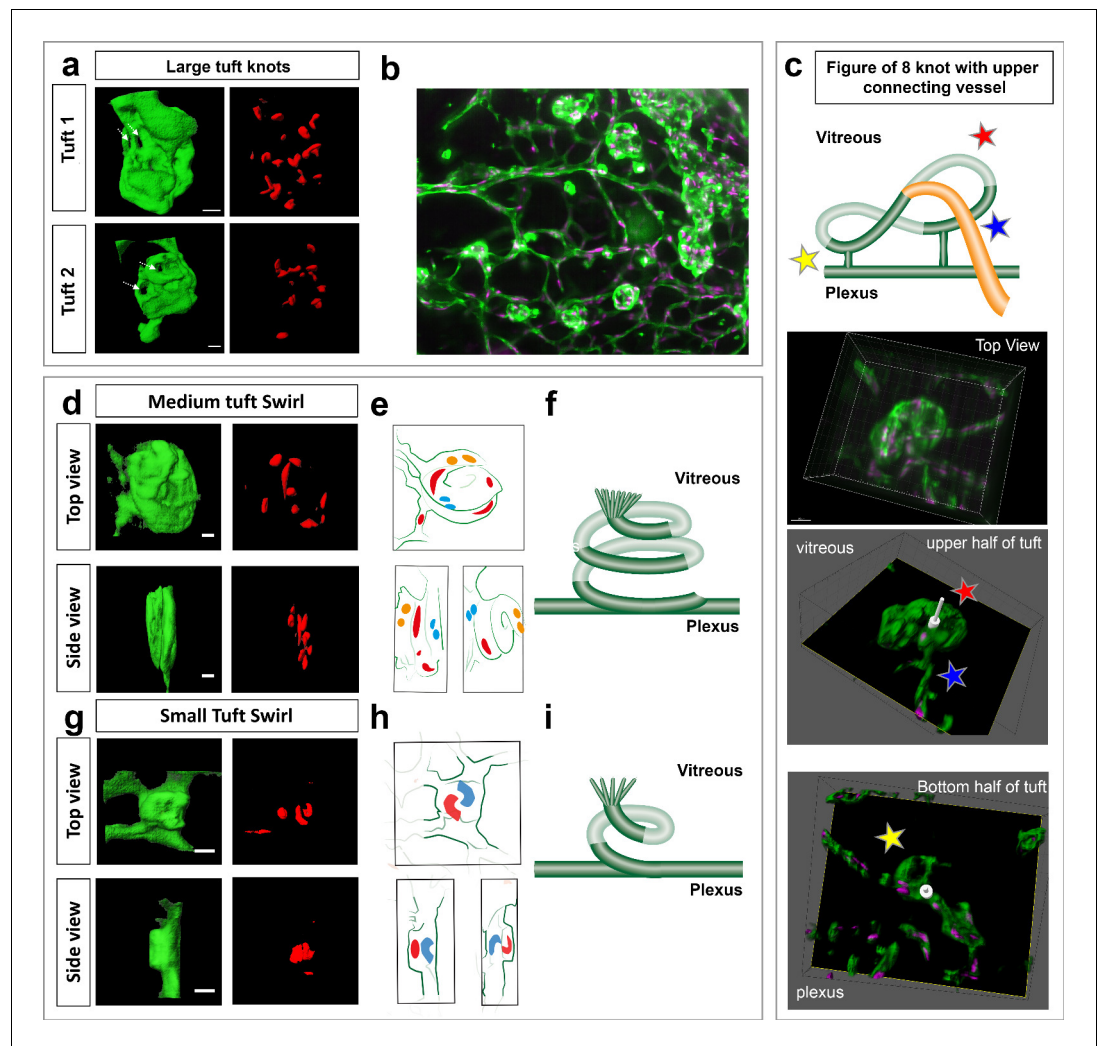 a
Large tuft knots
Tuft 1
Tuft 2
b
c
Figure of 8 knot with upper
connecting vessel
Vitreous
Plexus
Top View
vitreous
upper half of tuft
Bottom half of tuft
plexus
d
Medium tuft Swirl
Top view
Side view
e
f
Vitreous
s
Plexus
g
Small Tuft Swirl
Top view
Side view
h
i
Vitreous
Plexus